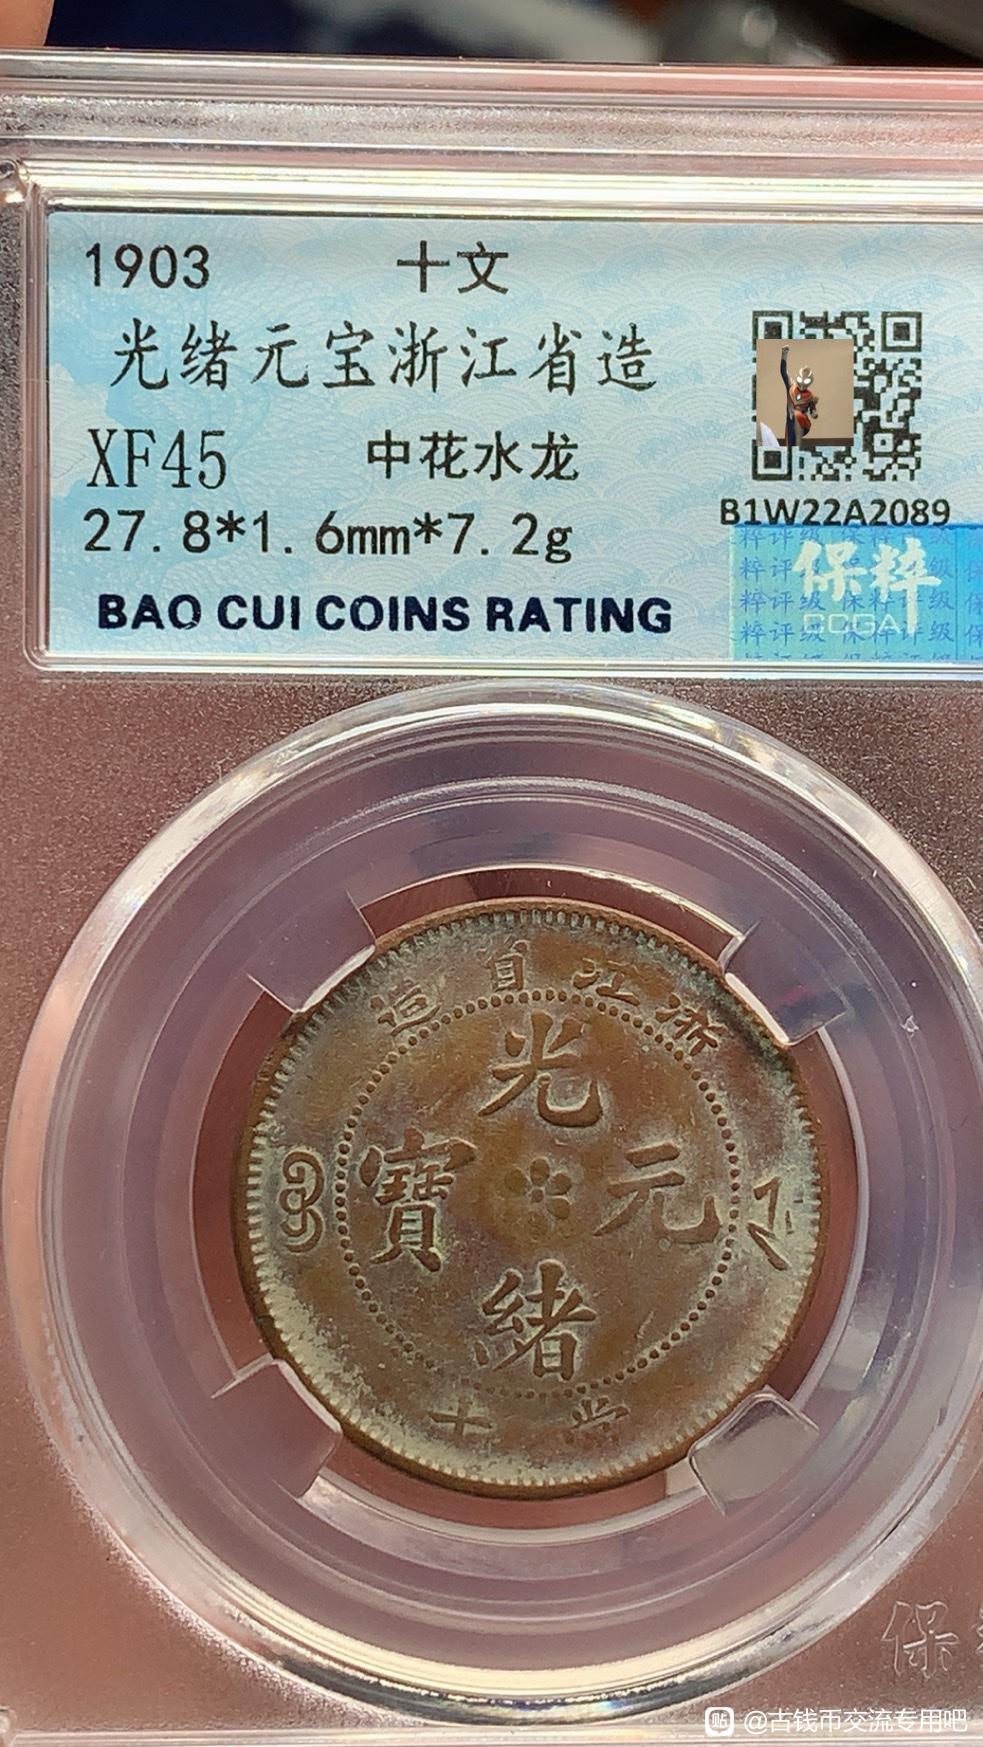 1903 十文
光绪元宝浙江省造
XF45 中花水龙
27.8*1.6mm*7.2g
B1W22A2089
BAO CUI COINS RATING
保粹
造省江浙
光
寶 元
緒
十當
保
@古钱币交流专用吧